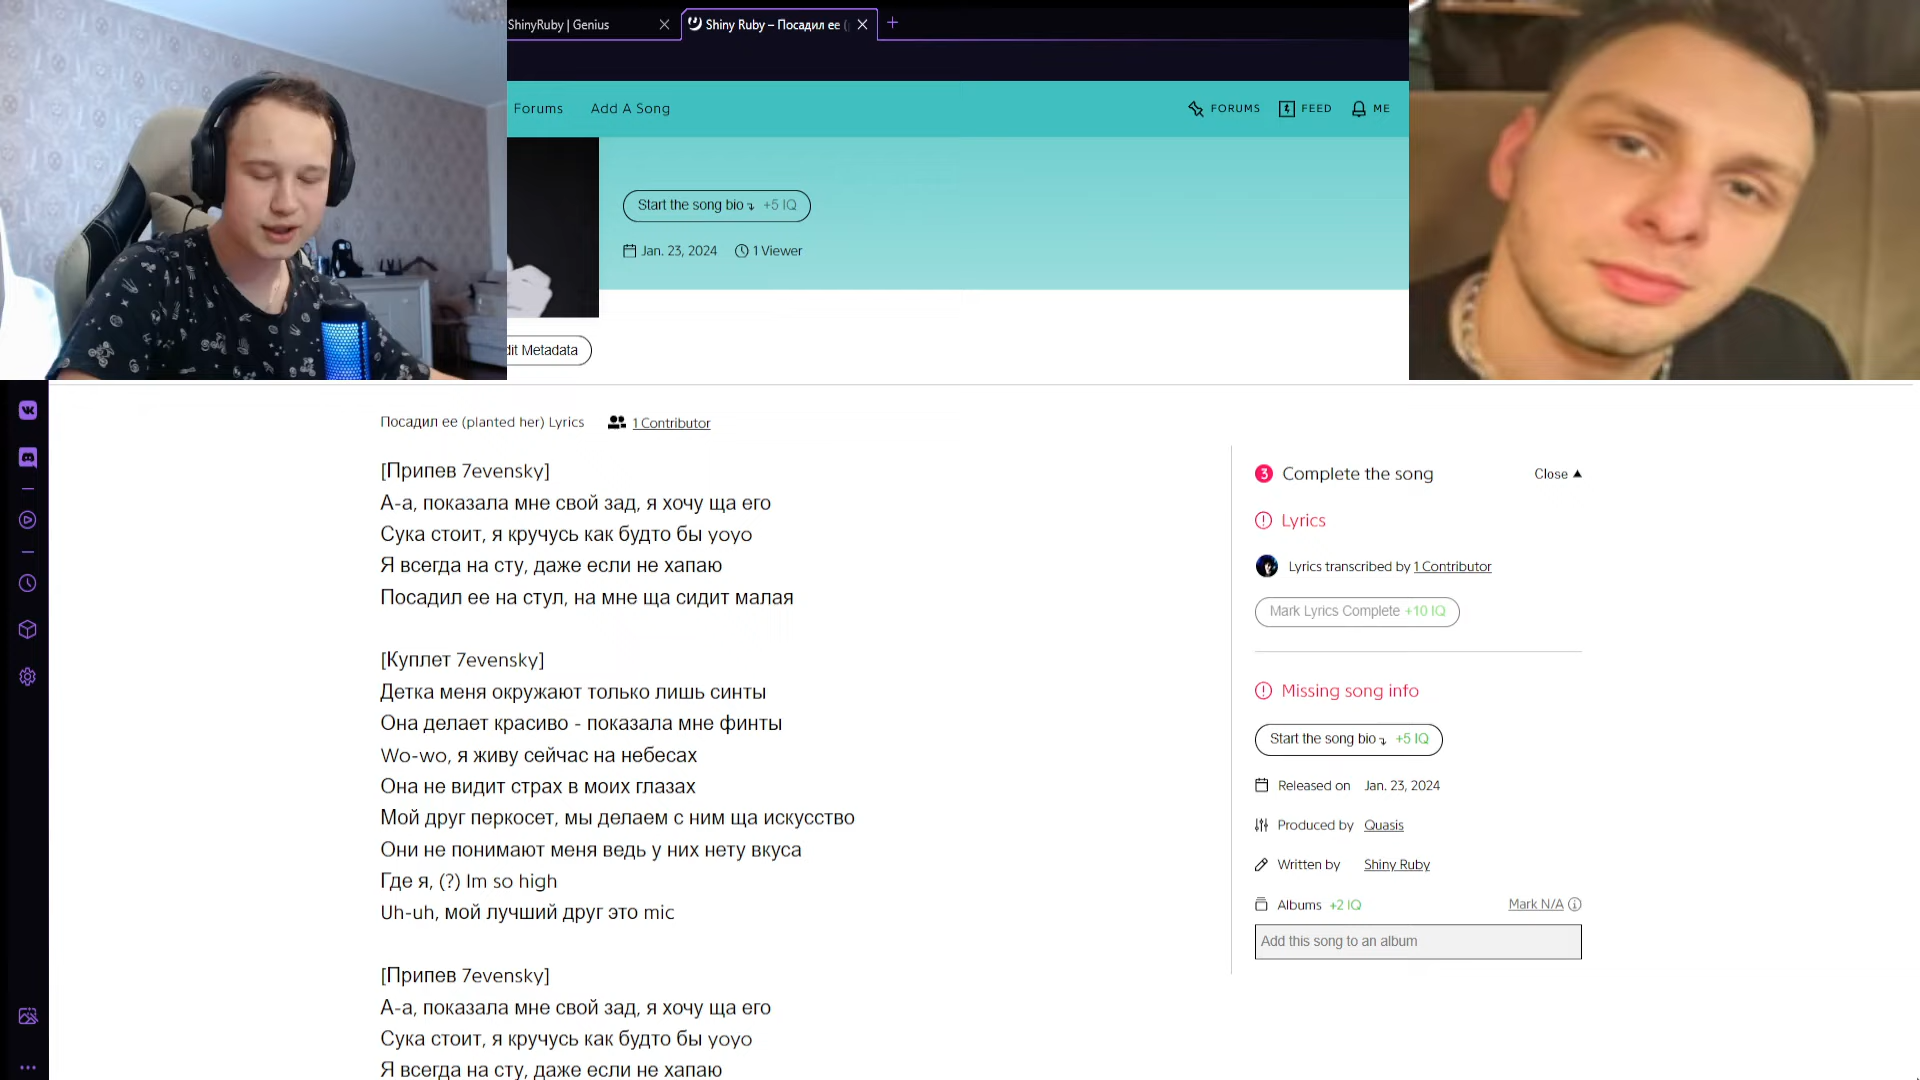 ShinyRuby | Genius
Shiny Ruby – Посадил ее (
Forums
Add A Song
FORUMS
FEED
ME
Start the song bio +5 IQ
Jan. 23, 2024
1 Viewer
dit Metadata
Посадил ее (planted her) Lyrics
1 Contributor
[Припев 7evensky]
А-а, показала мне свой зад, я хочу ща его
Сука стоит, я кручусь как будто бы yoyo
Я всегда на сту, даже если не хапаю
Посадил ее на стул, на мне ща сидит малая
[Куплет 7evensky]
Детка меня окружают только лишь синты
Она делает красиво - показала мне финты
Wo-wo, я живу сейчас на небесах
Она не видит страх в моих глазах
Мой друг перкосет, мы делаем с ним ща искусство
Они не понимают меня ведь у них нету вкуса
Где я, (?) Im so high
Uh-uh, мой лучший друг это mic
[Припев 7evensky]
А-а, показала мне свой зад, я хочу ща его
Сука стоит, я кручусь как будто бы yoyo
Я всегда на сту, даже если не хапаю
3 Complete the song
Close
Lyrics
Lyrics transcribed by 1 Contributor
Mark Lyrics Complete +10 IQ
Missing song info
Start the song bio +5 IQ
Released on Jan. 23, 2024
Produced by Quasis
Written by Shiny Ruby
Albums +2 IQ
Mark N/A
Add this song to an album